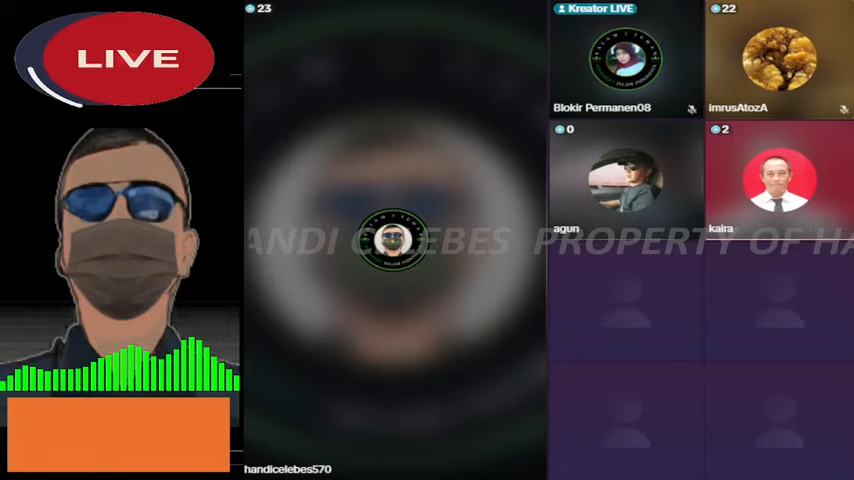 LIVE
23
Kreator LIVE
22
Blokir Permanen08
imrusAtozA
0
2
agun
kaira
ANDI CELEBES PROPERTY OF HA
handicelebes570